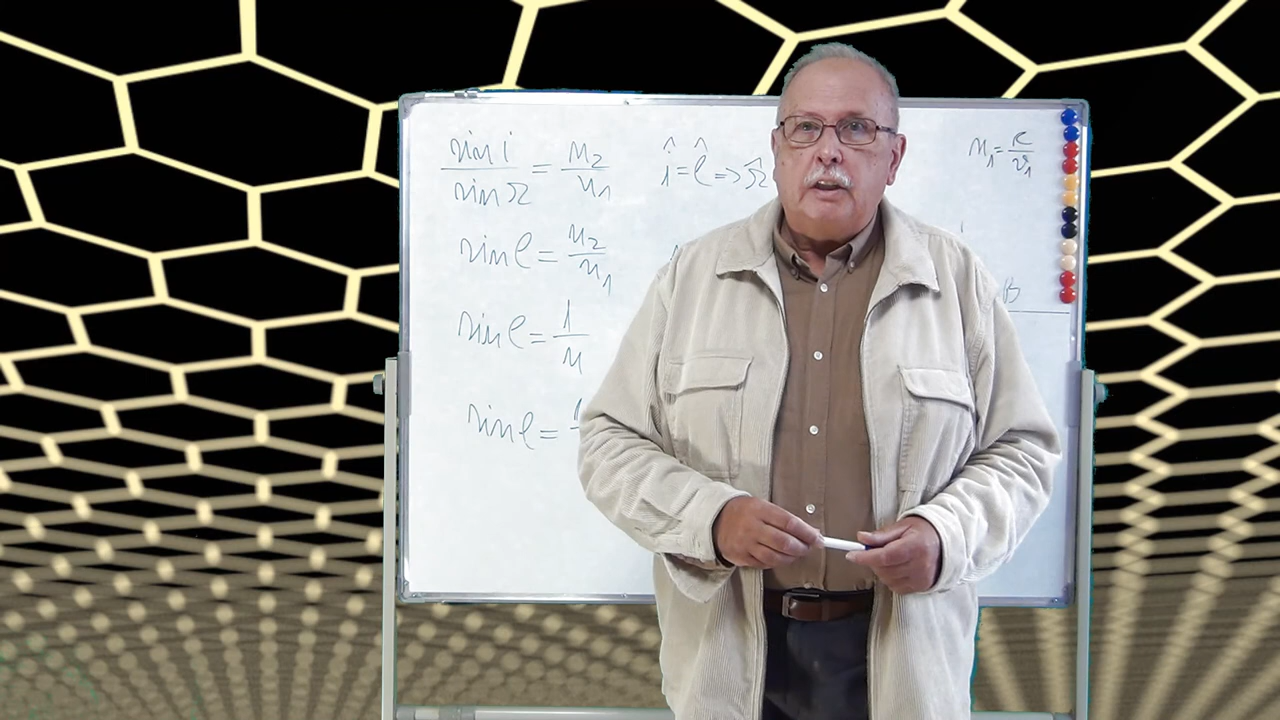 sin i / sin r = n₂ / n₁
î = ℓ̂ => r̂
sin ℓ = n₂ / n₁
sin ℓ = 1 / n
sin ℓ =
n₁ = c / v₁